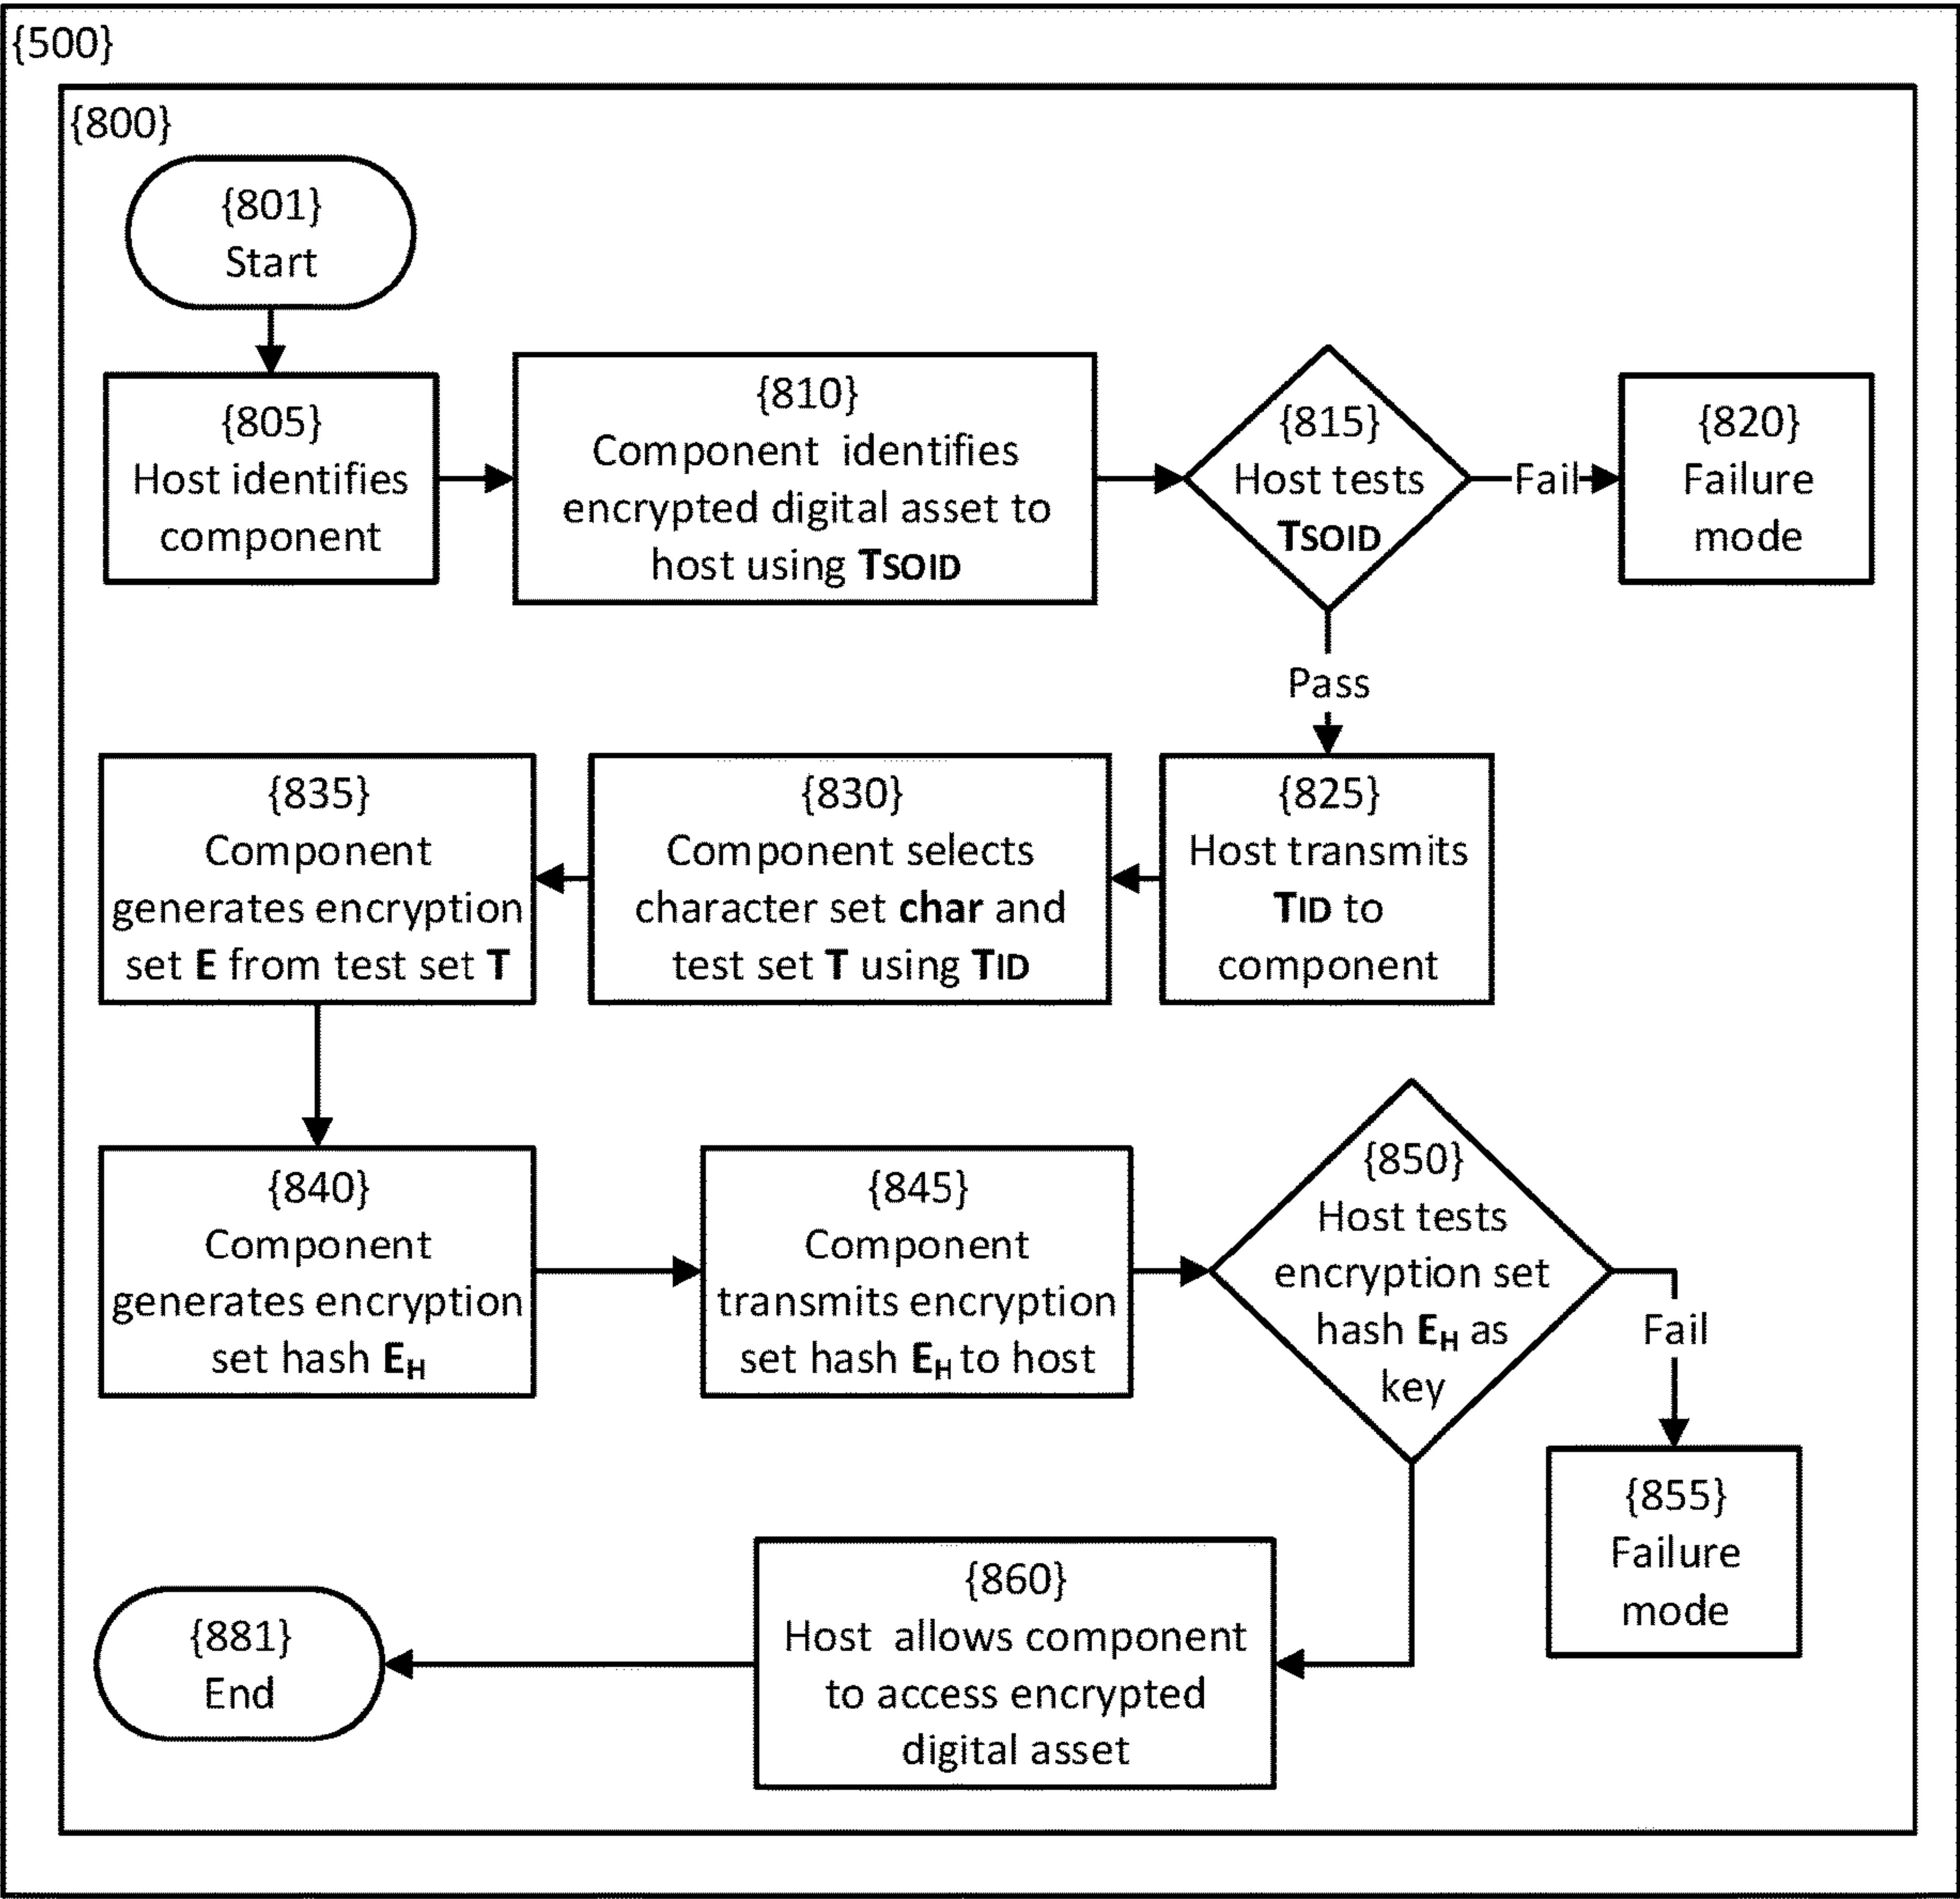 {500}
{800}
{801}
Start
{805}
Host identifies
component
{810}
Component identifies
encrypted digital asset to
host using TSOID
{815}
Host tests
TSOID
Fail
{820}
Failure
mode
Pass
{825}
Host transmits
TID to
component
{830}
Component selects
character set char and
test set T using TID
{835}
Component
generates encryption
set E from test set T
{840}
Component
generates encryption
set hash EH
{845}
Component
transmits encryption
set hash EH to host
{850}
Host tests
encryption set
hash EH as
key
Fail
{855}
Failure
mode
{860}
Host allows component
to access encrypted
digital asset
{881}
End